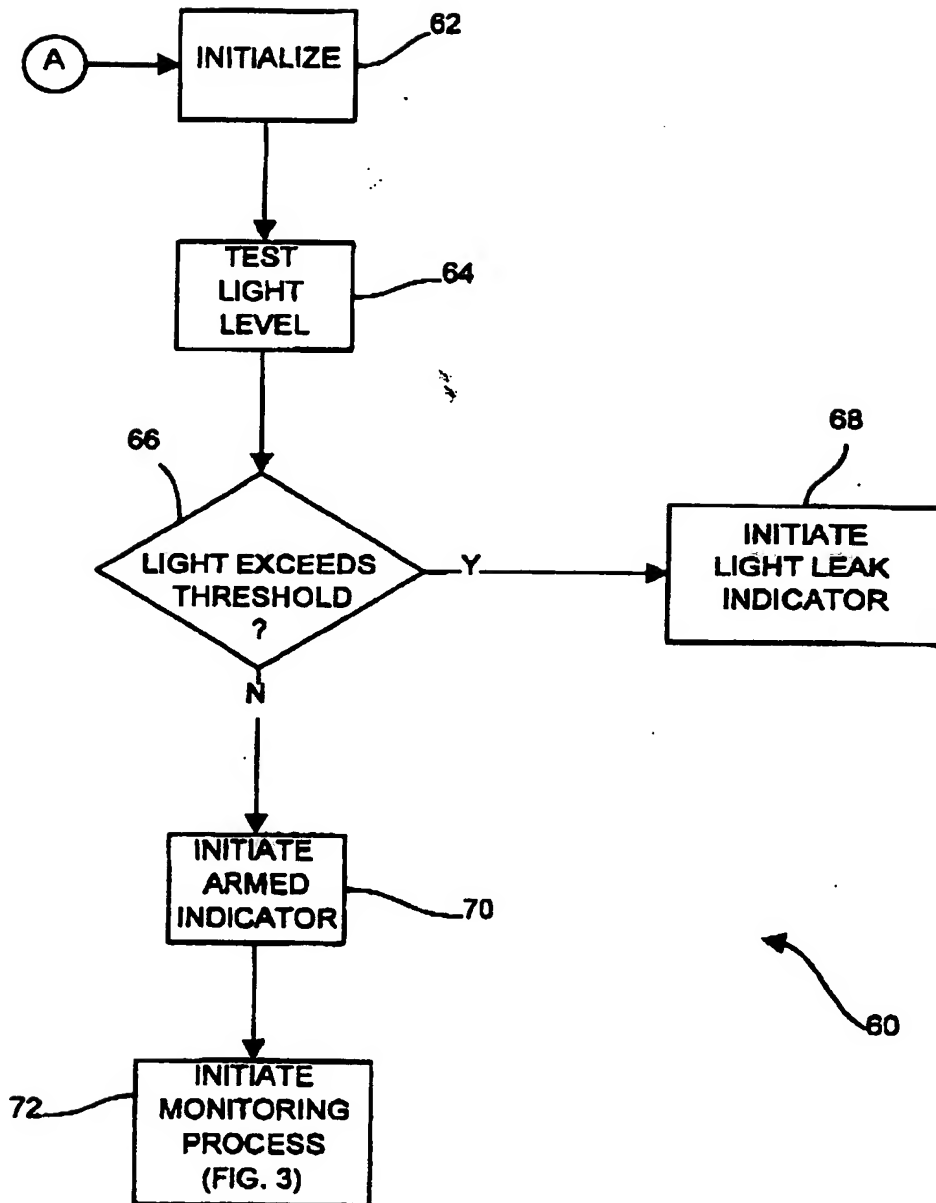 62
A
INITIALIZE
TEST
LIGHT
LEVEL
64
66
68
LIGHT EXCEEDS
THRESHOLD
?
Y
INITIATE
LIGHT LEAK
INDICATOR
N
INITIATE
ARMED
INDICATOR
70
60
72
INITIATE
MONITORING
PROCESS
(FIG. 3)